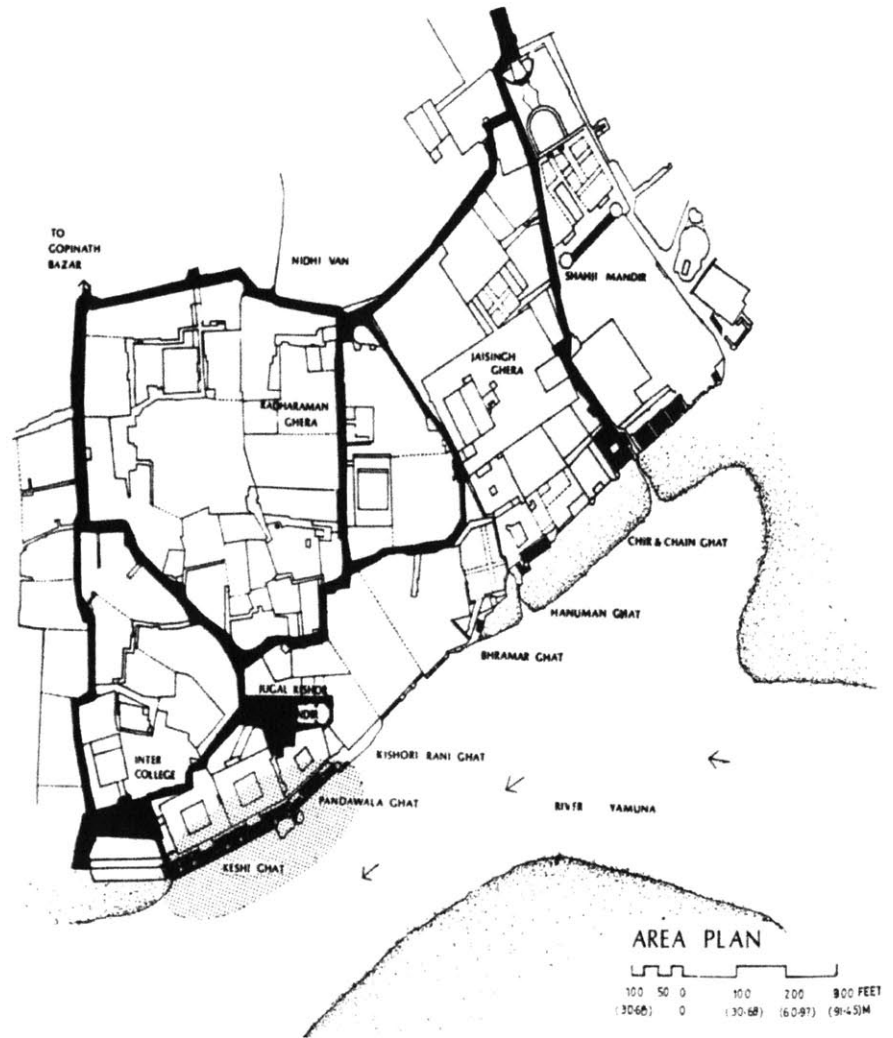 TO
GOPINATH
BAZAR
NIDHI VAN
SHAHJI MANDIR
JAISINGH
GHERA
RADHARAMAN
GHERA
CHIR & CHAIN GHAT
HANUMAN GHAT
BHRAMAR GHAT
JUGAL KISHOR
INTER
COLLEGE
KISHORI RANI GHAT
PANDAWALA GHAT
RIVER YAMUNA
KESHI GHAT
AREA PLAN
100 50 0 100 200 300 FEET
(30·68) 0 (30·68) (60·97) (91·45)M